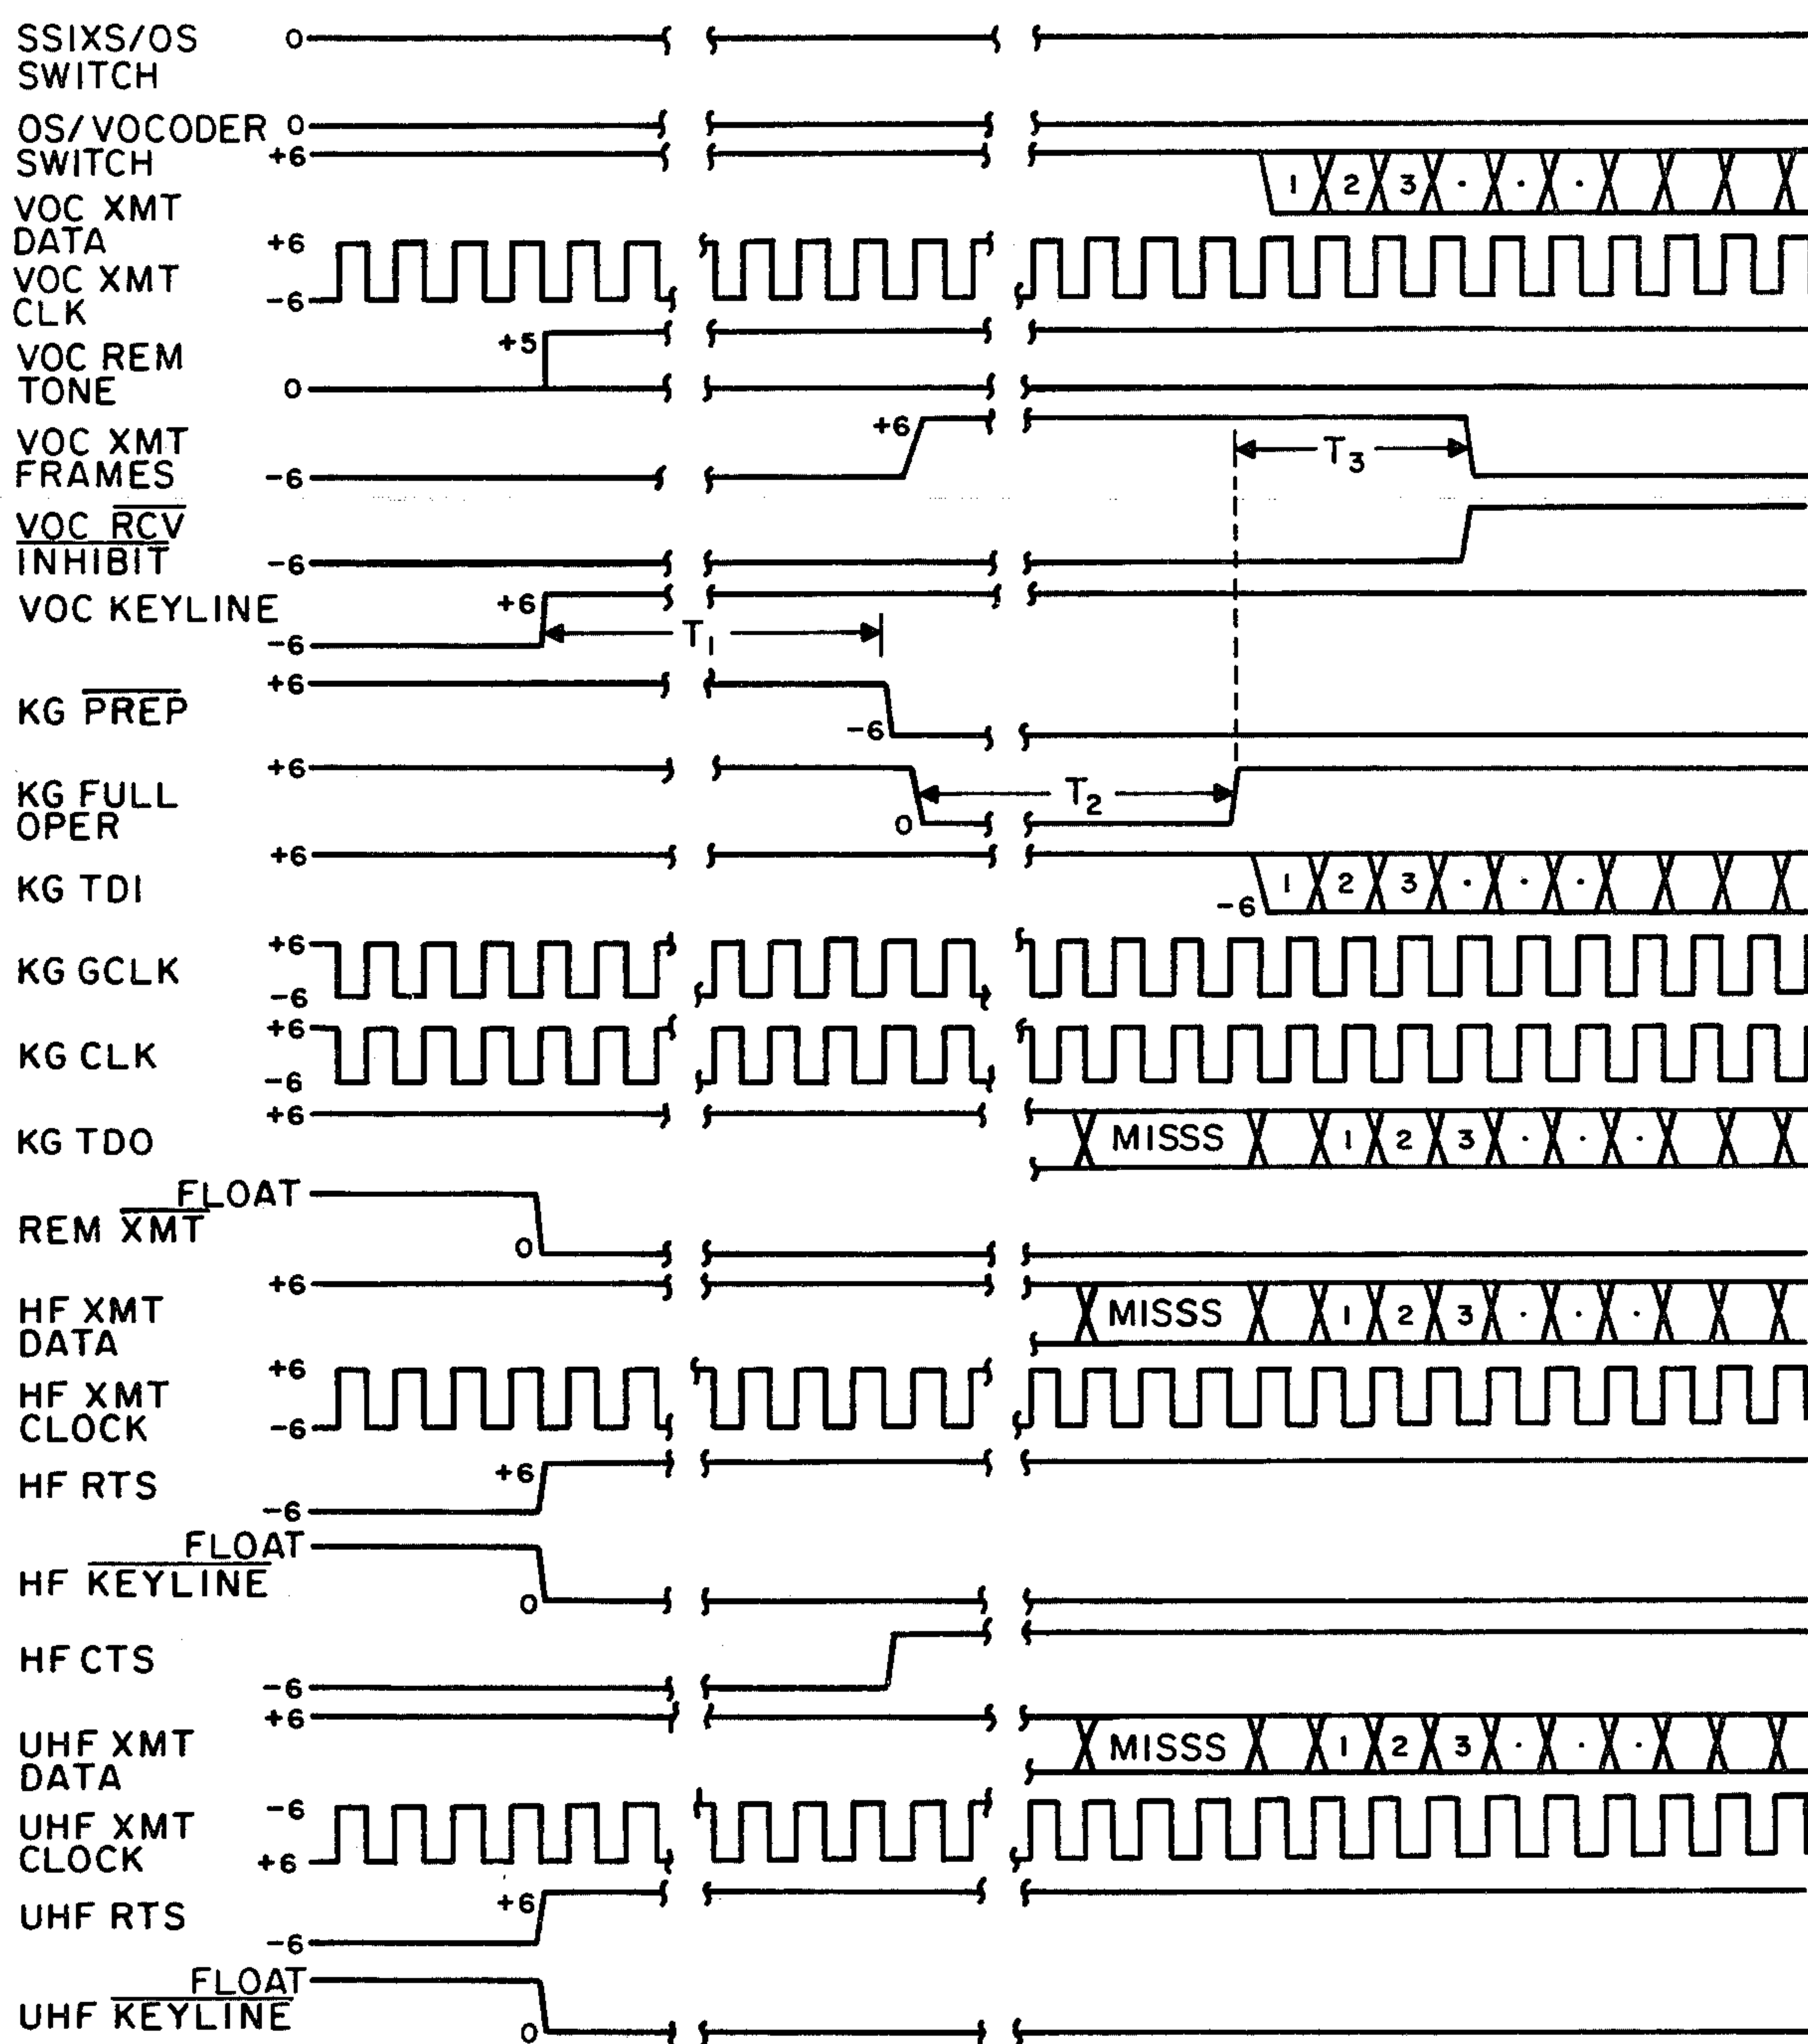 SSIXS/OS 0
SWITCH
OS/VOCODER 0
SWITCH +6
1 2 3 · · ·
VOC XMT
DATA +6
VOC XMT
CLK -6
+5
VOC REM
TONE 0
+6
VOC XMT
FRAMES -6
T3
VOC RCV
INHIBIT -6
VOC KEYLINE +6
-6 T1
+6
KG PREP -6
+6
KG FULL T2
OPER 0
+6
KG TDI 1 2 3 · · ·
-6
+6
KG GCLK
-6
+6
KG CLK
-6
+6
KG TDO MISSS 1 2 3 · · ·
FLOAT
REM XMT 0
+6
HF XMT MISSS 1 2 3 · · ·
DATA
+6
HF XMT
CLOCK -6
HF RTS +6
-6
FLOAT
HF KEYLINE 0
HF CTS
-6
+6
UHF XMT MISSS 1 2 3 · · ·
DATA
-6
UHF XMT
CLOCK +6
UHF RTS +6
-6
FLOAT
UHF KEYLINE 0